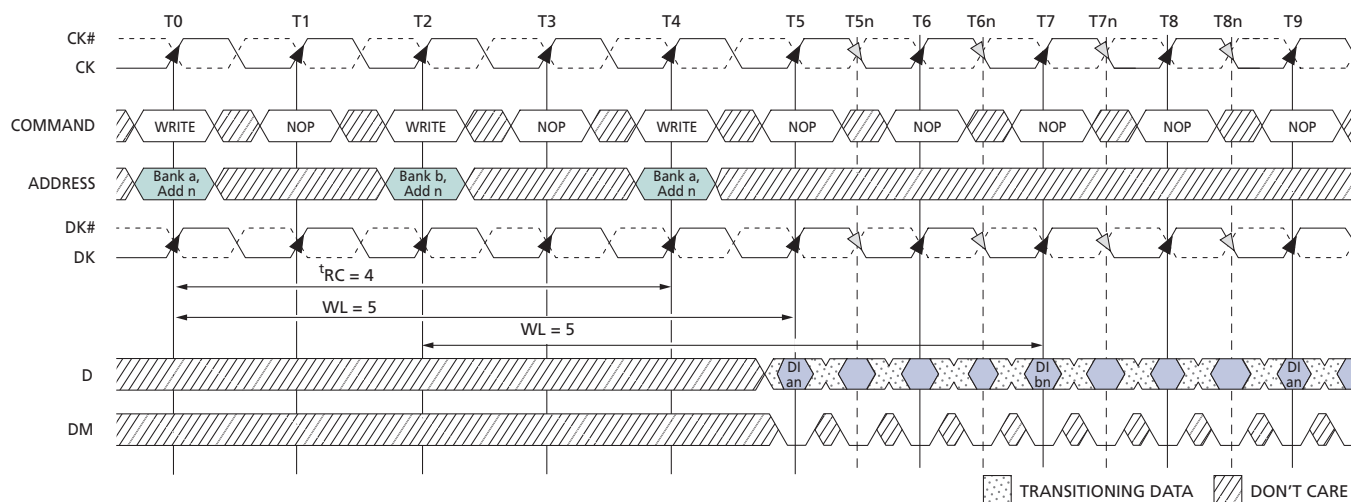 T0 T1 T2 T3 T4 T5 T5n T6 T6n T7 T7n T8 T8n T9
CK#
CK
COMMAND WRITE NOP WRITE NOP WRITE NOP NOP NOP NOP NOP
ADDRESS Bank a, Add n Bank b, Add n Bank a, Add n
DK#
DK
tRC = 4
WL = 5
WL = 5
D DI an DI bn DI an
DM
TRANSITIONING DATA DON'T CARE